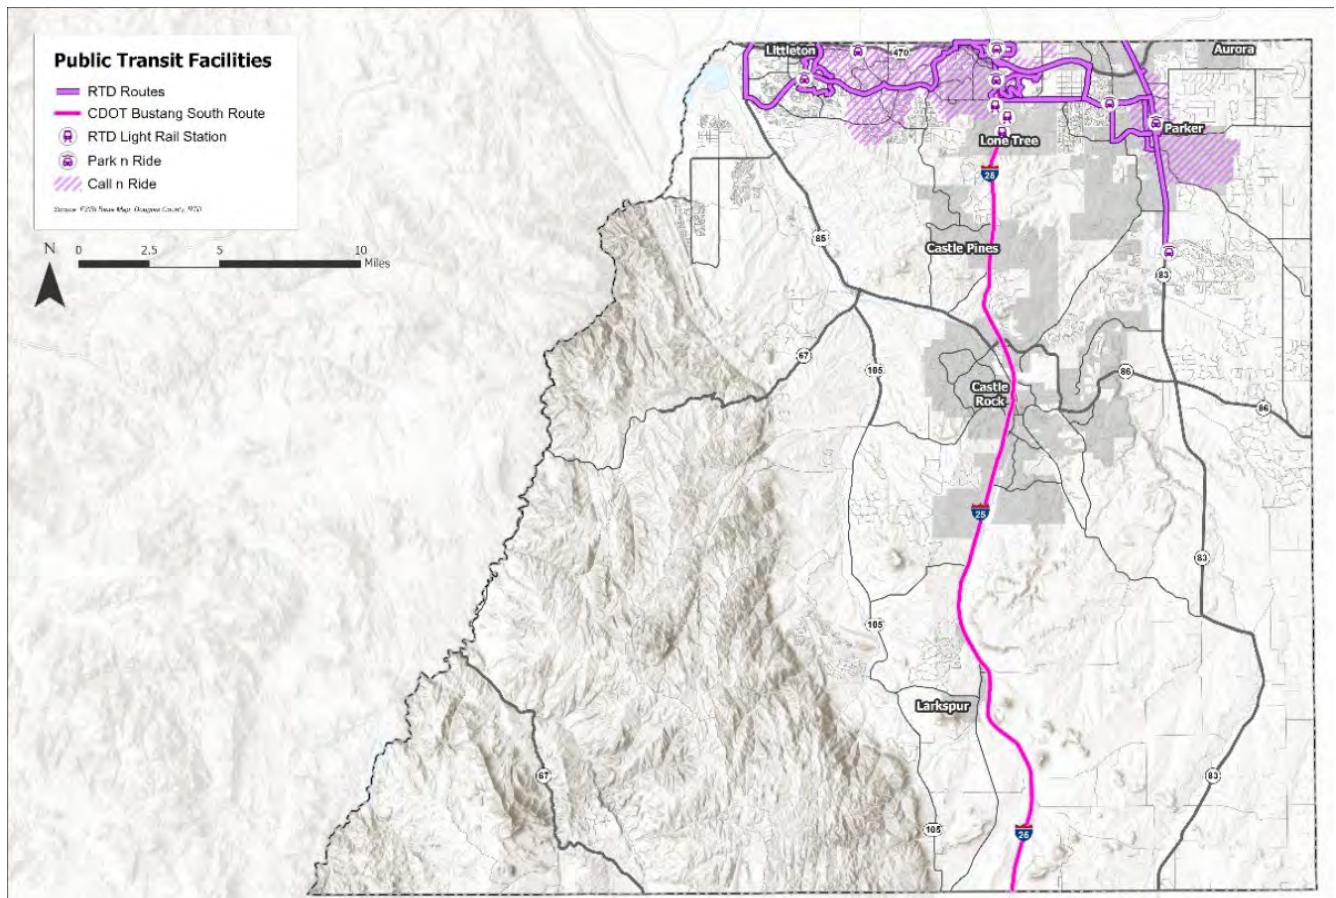 Public Transit Facilities
RTD Routes
CDOT Bustang South Route
RTD Light Rail Station
Park n Ride
Call n Ride
N
0 2.5 5 10
Miles
Littleton
470
Aurora
Parker
Lone Tree
25
85
Castle Pines
83
67
105
86
Castle
Rock
86
25
83
105
Larkspur
67
83
105
25